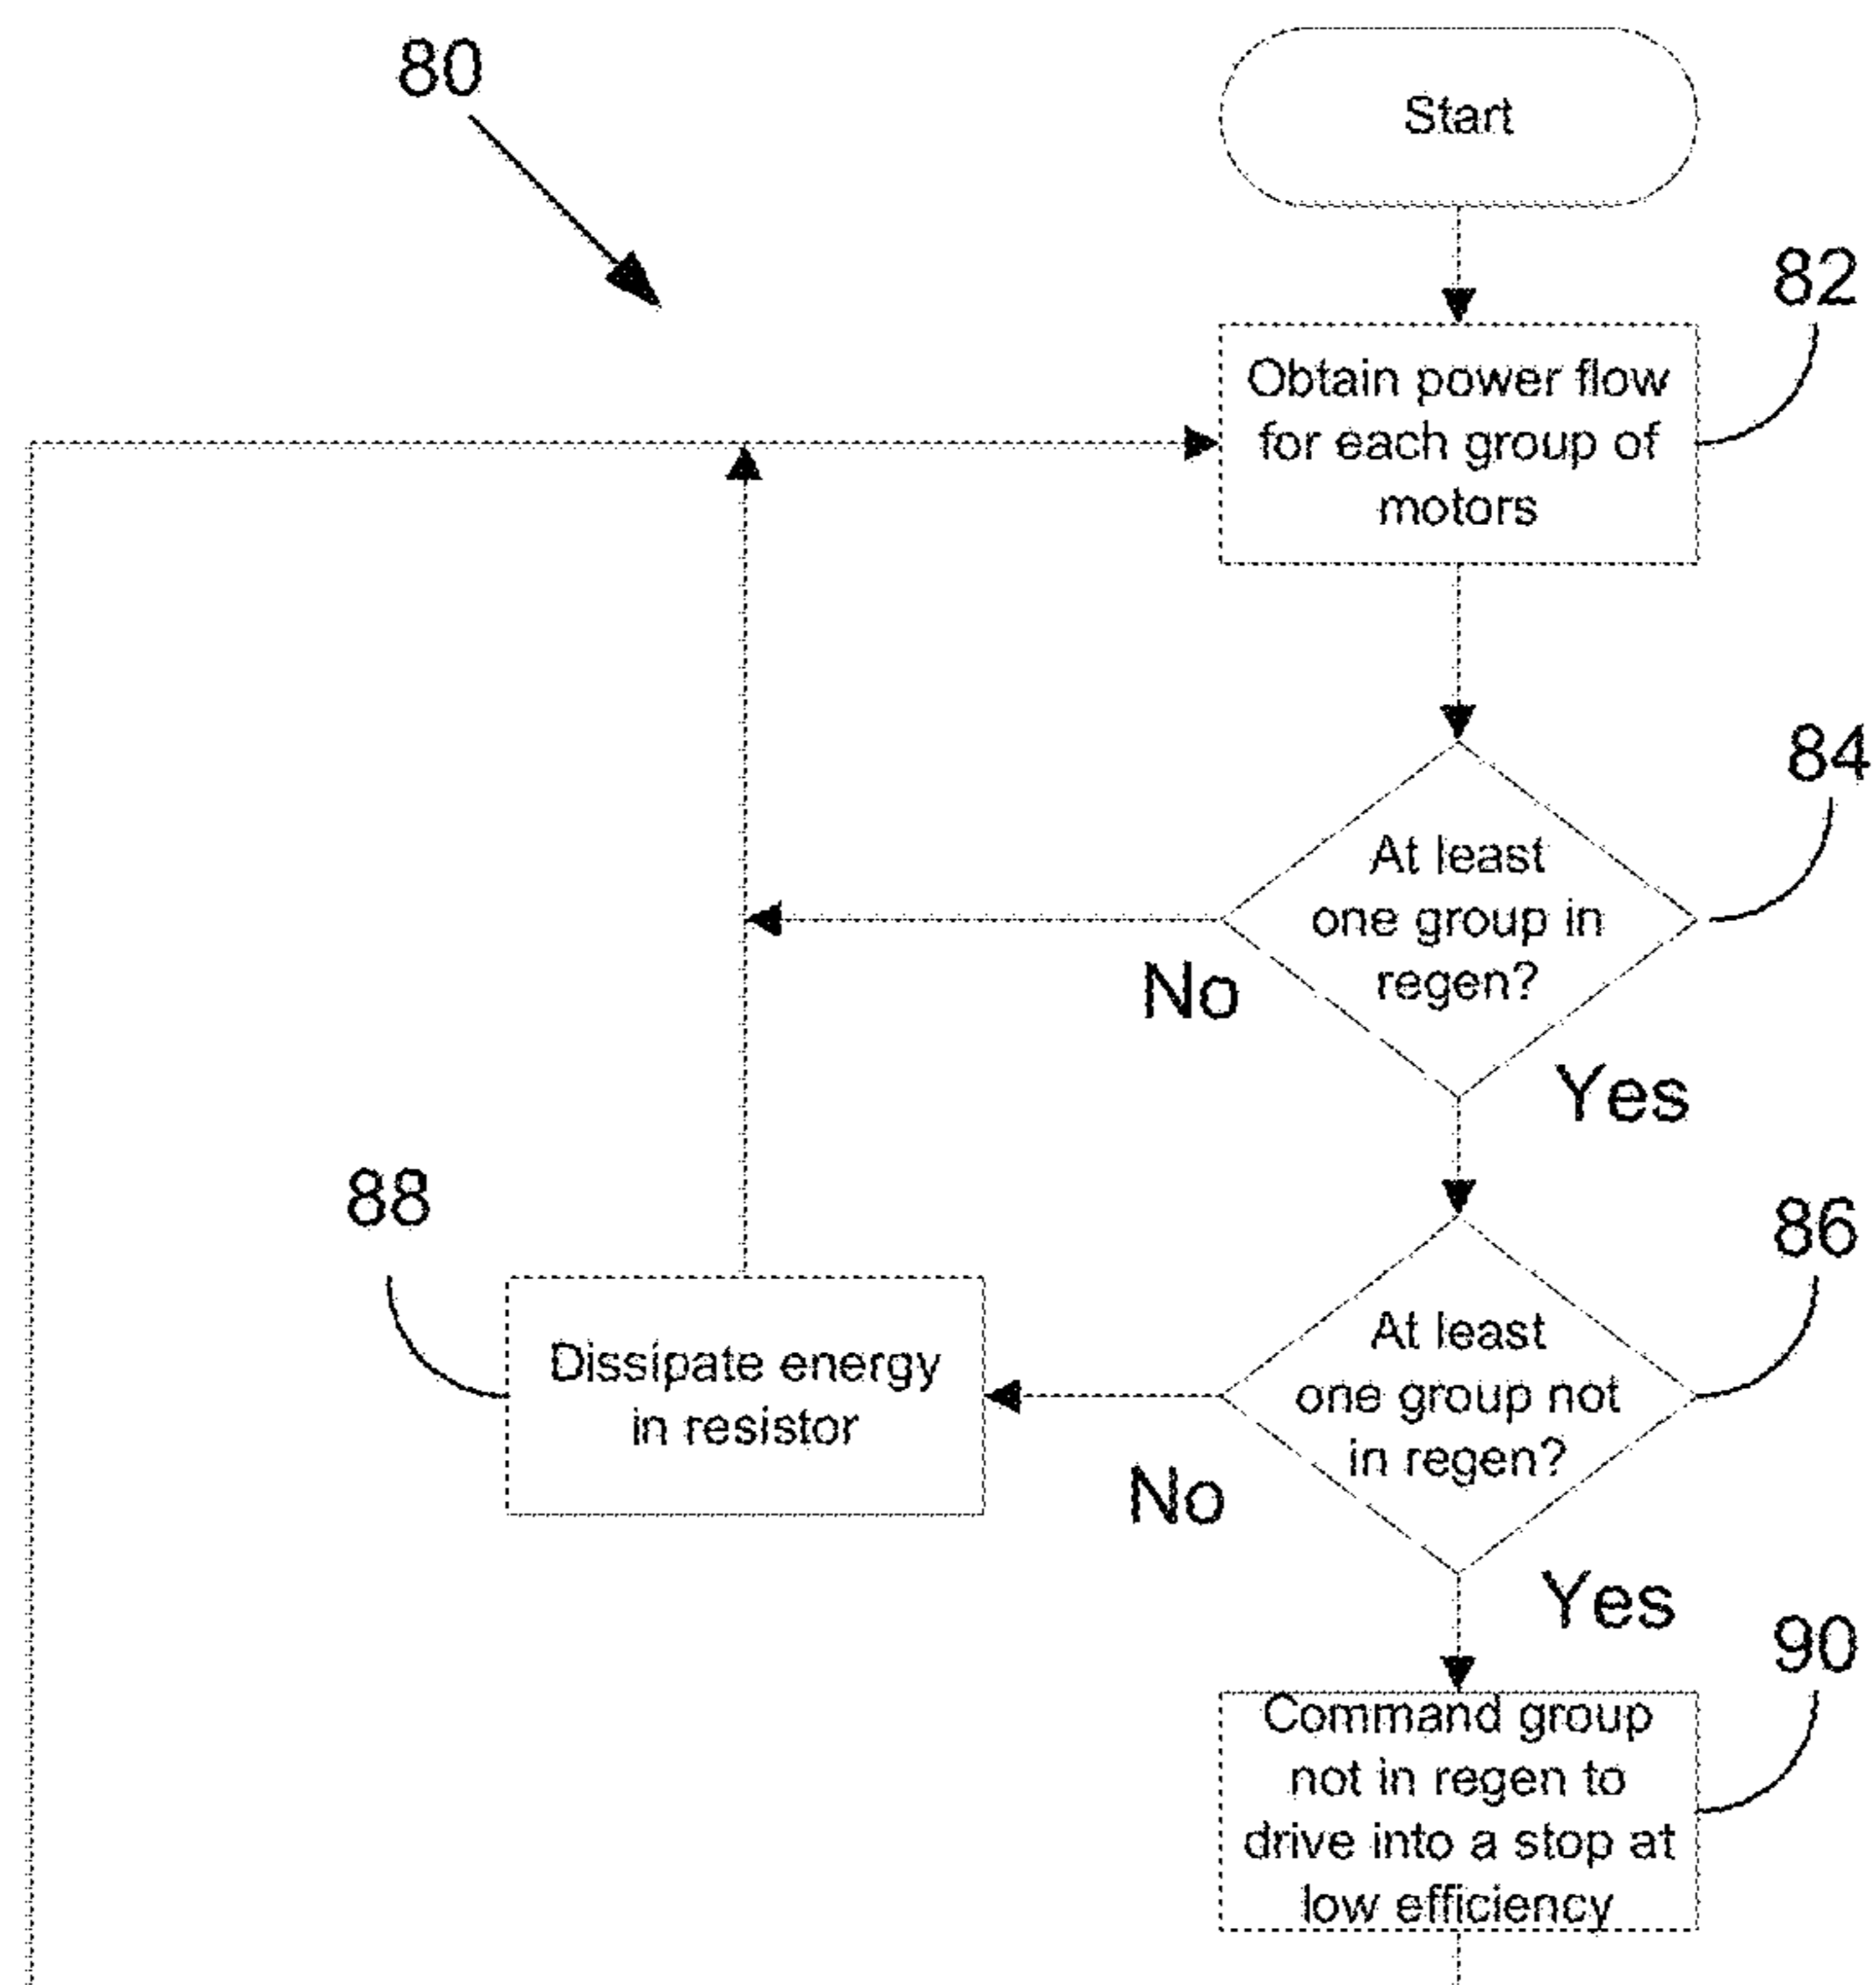 80
Start
82
Obtain power flow
for each group of
motors
84
At least
one group in
regen?
No
Yes
88
86
At least
one group not
in regen?
Dissipate energy
in resistor
No
Yes
90
Command group
not in regen to
drive into a stop at
low efficiency